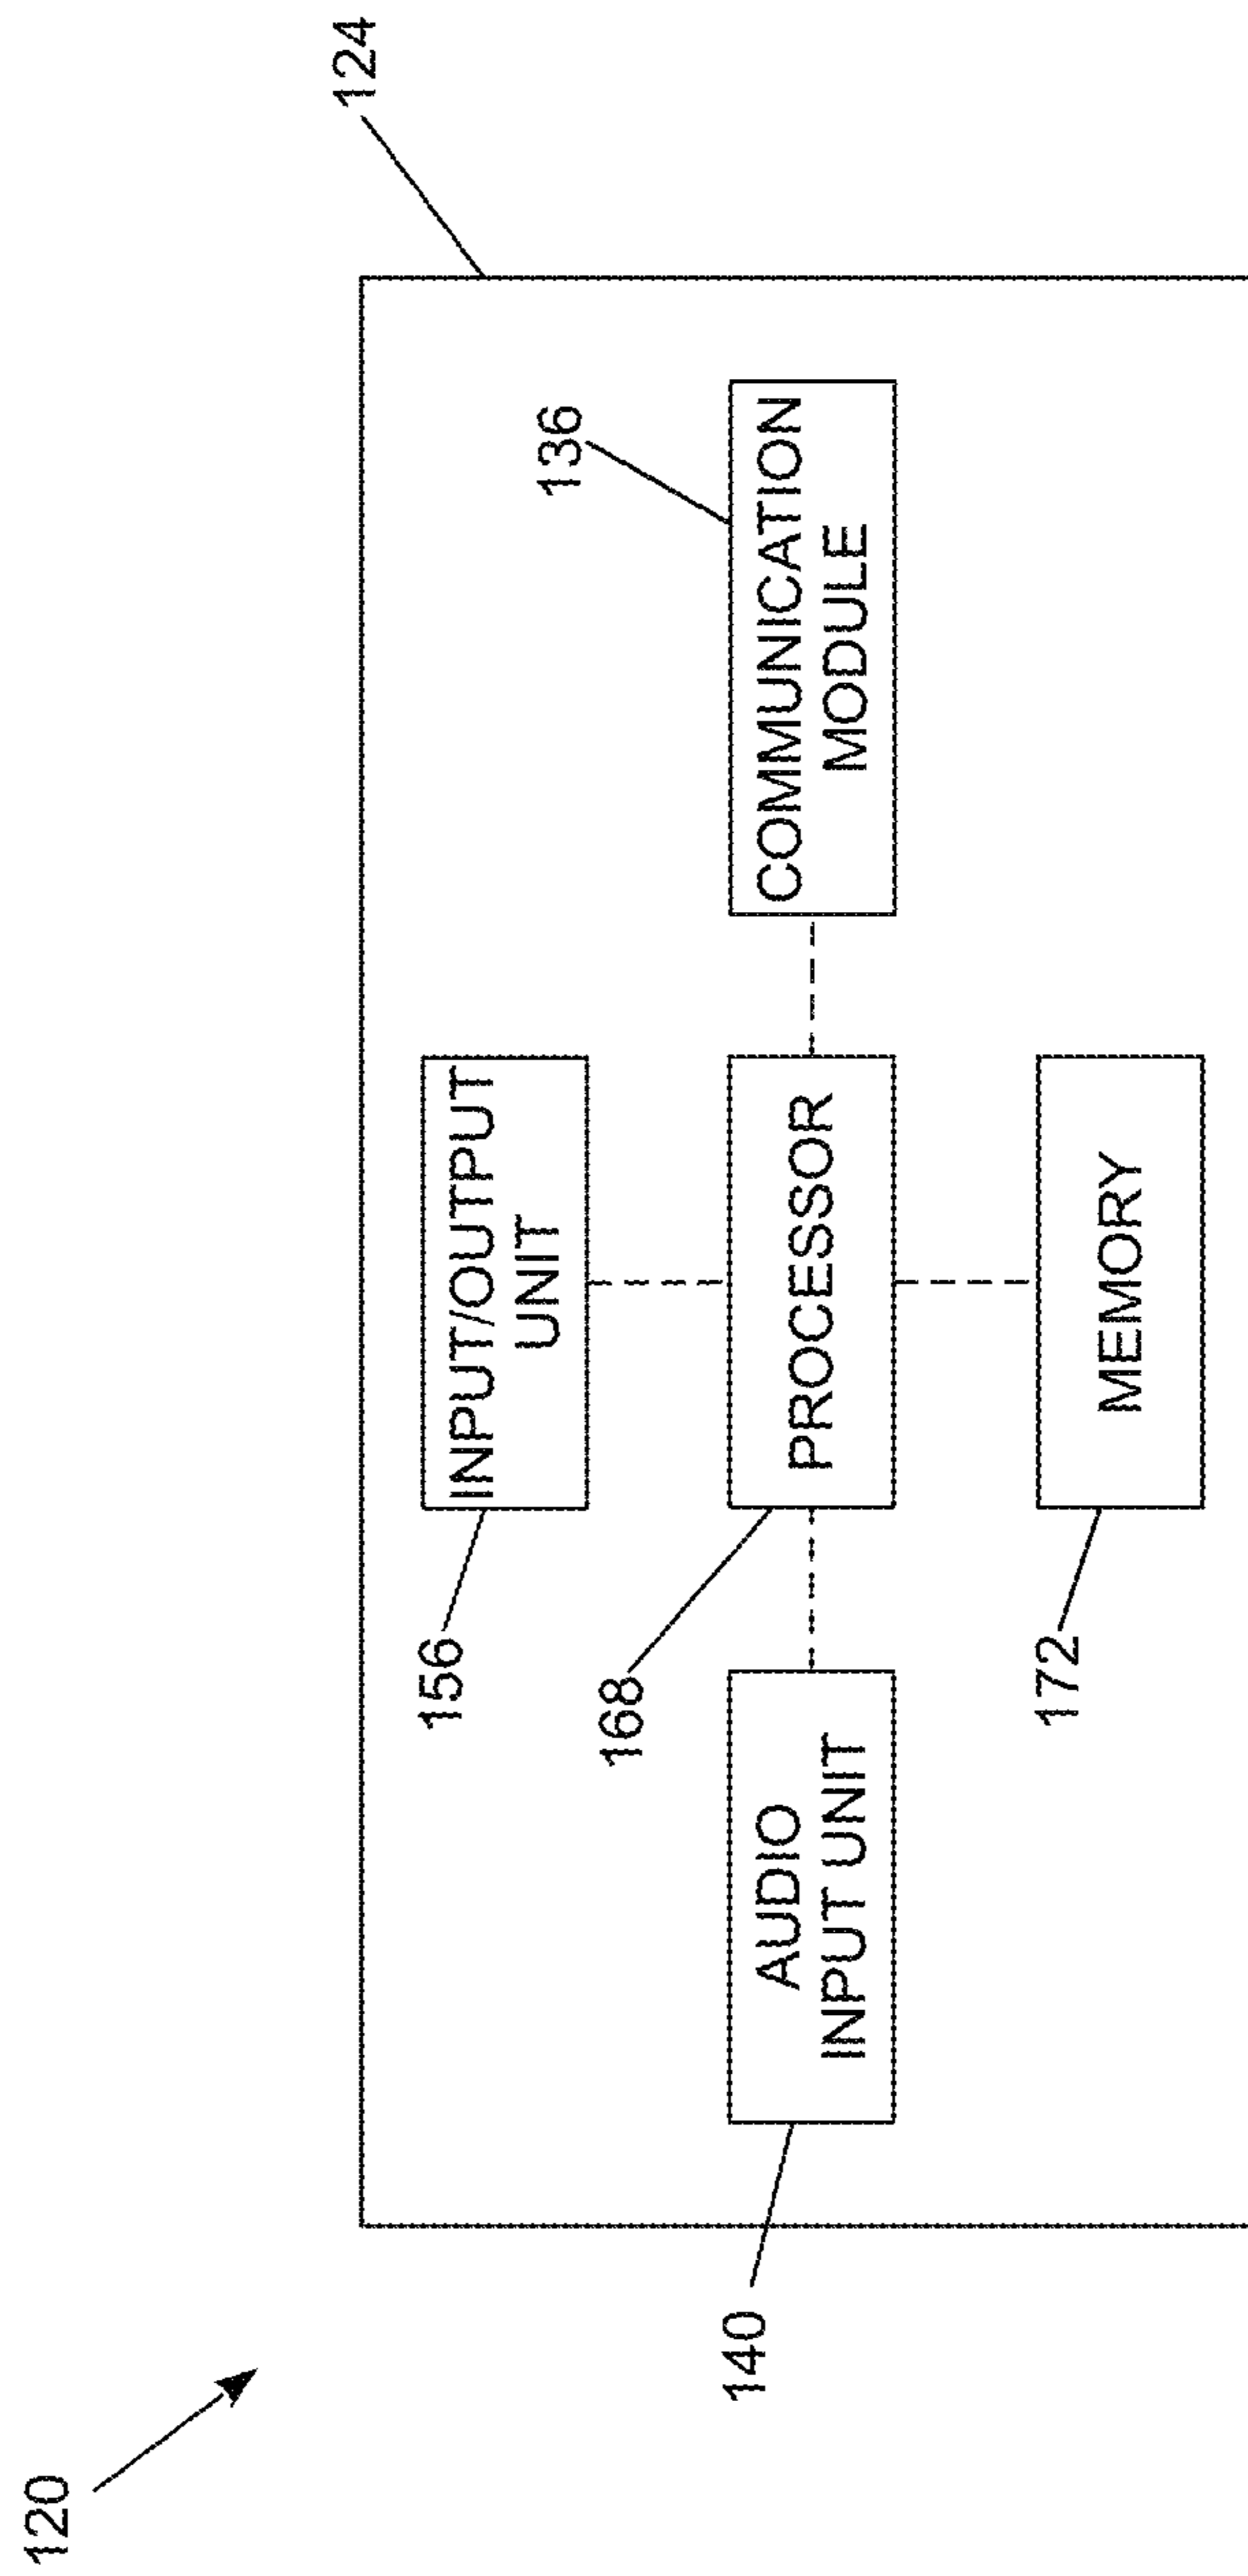 120
124
156
INPUT/OUTPUT
UNIT
136
168
140
AUDIO
INPUT UNIT
PROCESSOR
COMMUNICATION
MODULE
172
MEMORY